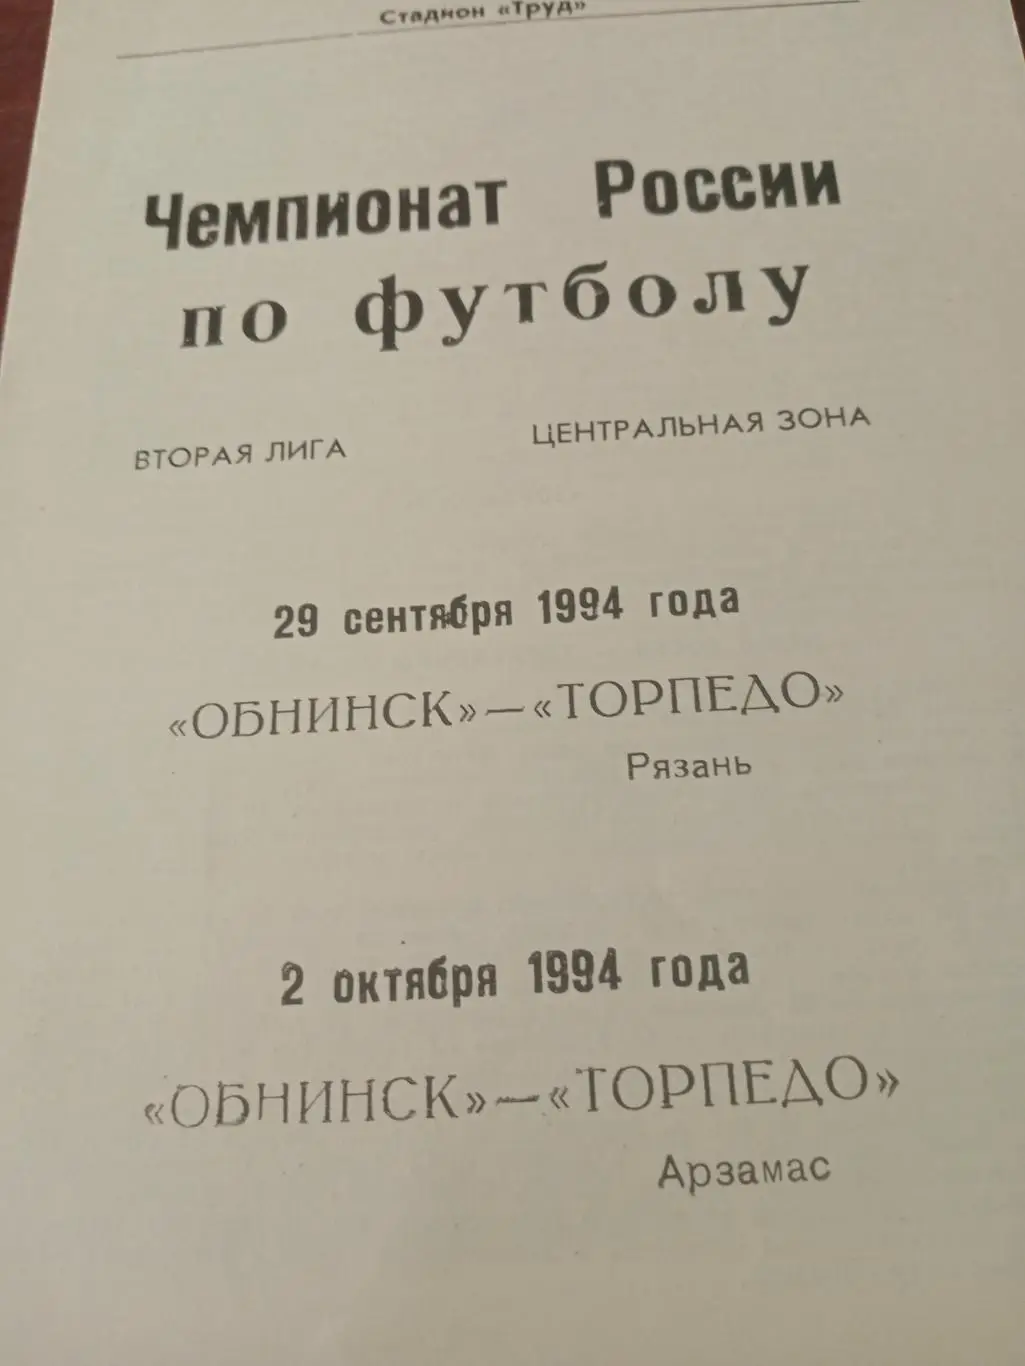 Стадион «Труд»
Чемпионат России
по футболу
ВТОРАЯ ЛИГА ЦЕНТРАЛЬНАЯ ЗОНА
29 сентября 1994 года
«ОБНИНСК»—«ТОРПЕДО»
Рязань
2 октября 1994 года
«ОБНИНСК»—«ТОРПЕДО»
Арзамас